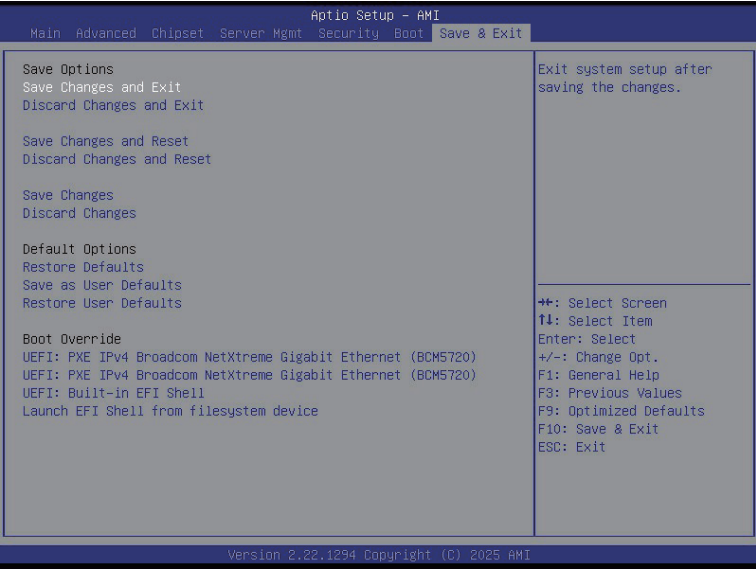 Aptio Setup – AMI
Main Advanced Chipset Server Mgmt Security Boot Save & Exit
Save Options
Save Changes and Exit
Discard Changes and Exit
Save Changes and Reset
Discard Changes and Reset
Save Changes
Discard Changes
Default Options
Restore Defaults
Save as User Defaults
Restore User Defaults
Boot Override
UEFI: PXE IPv4 Broadcom NetXtreme Gigabit Ethernet (BCM5720)
UEFI: PXE IPv4 Broadcom NetXtreme Gigabit Ethernet (BCM5720)
UEFI: Built-in EFI Shell
Launch EFI Shell from filesystem device
Exit system setup after
saving the changes.
→←: Select Screen
↑↓: Select Item
Enter: Select
+/-: Change Opt.
F1: General Help
F3: Previous Values
F9: Optimized Defaults
F10: Save & Exit
ESC: Exit
Version 2.22.1294 Copyright (C) 2025 AMI